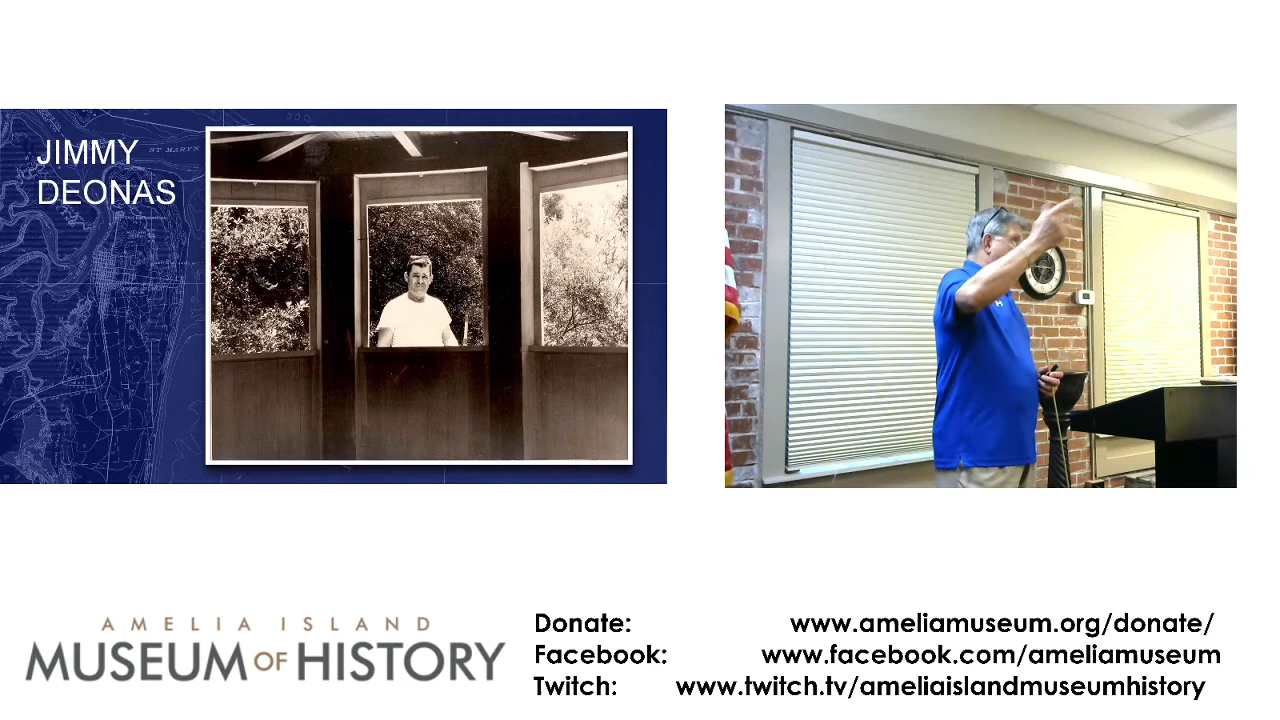 JIMMY
DEONAS
ST MARYS
AMELIA ISLAND
MUSEUM OF HISTORY
Donate: www.ameliamuseum.org/donate/
Facebook: www.facebook.com/ameliamuseum
Twitch: www.twitch.tv/ameliaislandmuseumhistory